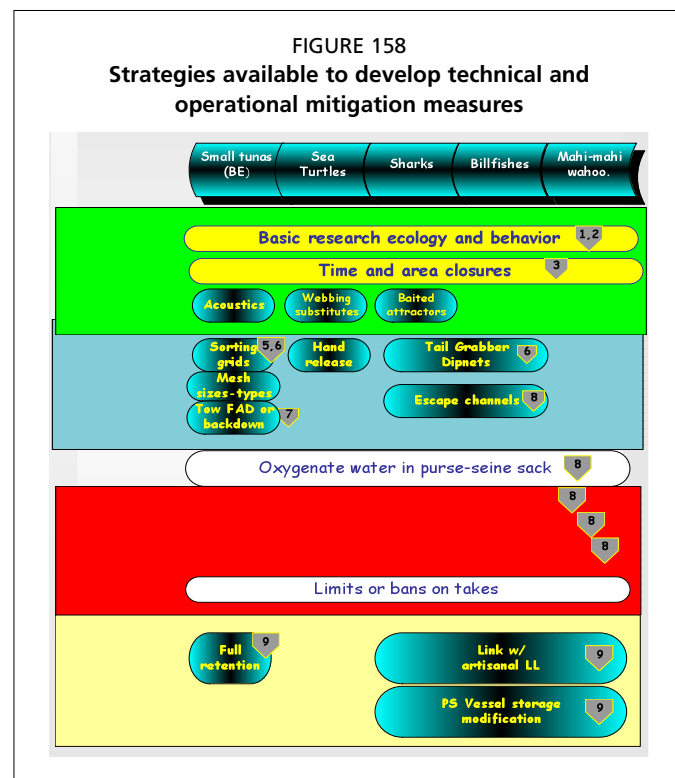 FIGURE 158
Strategies available to develop technical and
operational mitigation measures
Small tunas
(BE)
Sea
Turtles
Sharks
Billfishes
Mahi-mahi
wahoo.
Basic research ecology and behavior
1,2
Time and area closures
3
Acoustics
Webbing
substitutes
Baited
attractors
Sorting
grids
5,6
Hand
release
Tail Grabber
Dipnets
6
Mesh
sizes-types
Tow FAD or
backdown
7
Escape channels
8
Oxygenate water in purse-seine sack
8
8
8
8
Limits or bans on takes
Full
retention
9
Link w/
artisanal LL
9
PS Vessel storage
modification
9